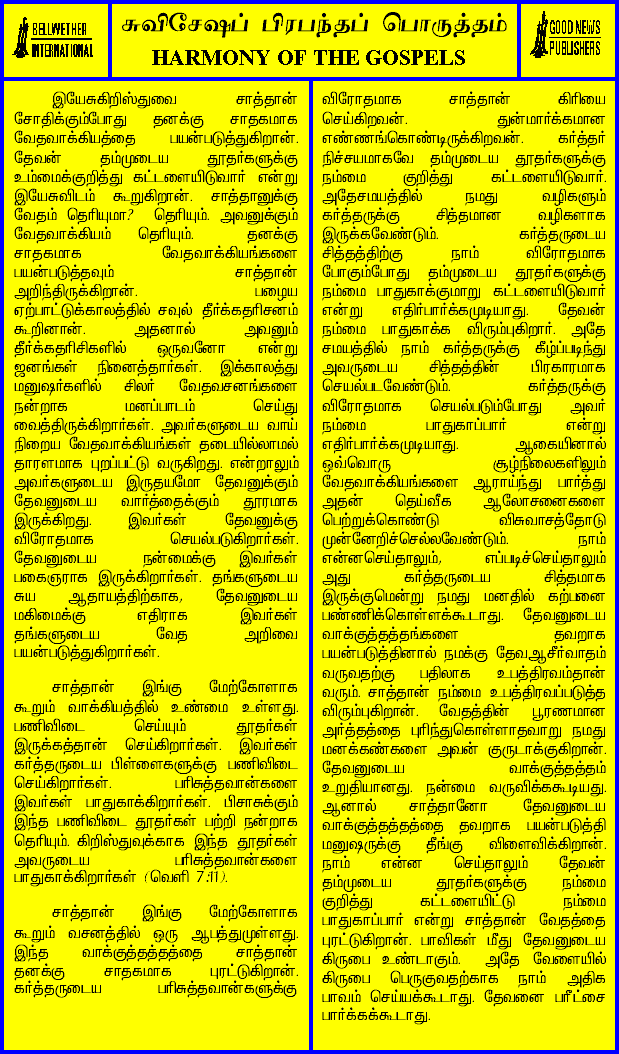 BELLWETHER
INTERNATIONAL
சுவிசேஷப் பிரபந்தப் பொருத்தம்
HARMONY OF THE GOSPELS
GOOD NEWS
PUBLISHERS
இயேசுகிறிஸ்துவை சாத்தான்
சோதிக்கும்போது தனக்கு சாதகமாக
வேதவாக்கியத்தை பயன்படுத்துகிறான்.
தேவன் தம்முடைய தூதர்களுக்கு
உம்மைக்குறித்து கட்டளையிடுவார் என்று
இயேசுவிடம் கூறுகிறான். சாத்தானுக்கு
வேதம் தெரியுமா? தெரியும். அவனுக்கும்
வேதவாக்கியம் தெரியும். தனக்கு
சாதகமாக வேதவாக்கியங்களை
பயன்படுத்தவும் சாத்தான்
அறிந்திருக்கிறான். பழைய
ஏற்பாட்டுக்காலத்தில் சவுல் தீர்க்கதரிசனம்
கூறினான். அதனால் அவனும்
தீர்க்கதரிசிகளில் ஒருவனோ என்று
ஜனங்கள் நினைத்தார்கள். இக்காலத்து
மனுஷர்களில் சிலர் வேதவசனங்களை
நன்றாக மனப்பாடம் செய்து
வைத்திருக்கிறார்கள். அவர்களுடைய வாய்
நிறைய வேதவாக்கியங்கள் தடையில்லாமல்
தாரளமாக புறப்பட்டு வருகிறது. என்றாலும்
அவர்களுடைய இருதயமோ தேவனுக்கும்
தேவனுடைய வார்த்தைக்கும் தூரமாக
இருக்கிறது. இவர்கள் தேவனுக்கு
விரோதமாக செயல்படுகிறார்கள்.
தேவனுடைய நன்மைக்கு இவர்கள்
பகைஞராக இருக்கிறார்கள். தங்களுடைய
சுய ஆதாயத்திற்காக, தேவனுடைய
மகிமைக்கு எதிராக இவர்கள்
தங்களுடைய வேத அறிவை
பயன்படுத்துகிறார்கள்.
சாத்தான் இங்கு மேற்கோளாக
கூறும் வாக்கியத்தில் உண்மை உள்ளது.
பணிவிடை செய்யும் தூதர்கள்
இருக்கத்தான் செய்கிறார்கள். இவர்கள்
கர்த்தருடைய பிள்ளைகளுக்கு பணிவிடை
செய்கிறார்கள். பரிசுத்தவான்களை
இவர்கள் பாதுகாக்கிறார்கள். பிசாசுக்கும்
இந்த பணிவிடை தூதர்கள் பற்றி நன்றாக
தெரியும். கிறிஸ்துவுக்காக இந்த தூதர்கள்
அவருடைய பரிசுத்தவான்களை
பாதுகாக்கிறார்கள் (வெளி 7:11).
சாத்தான் இங்கு மேற்கோளாக
கூறும் வசனத்தில் ஒரு ஆபத்துமுள்ளது.
இந்த வாக்குத்தத்தத்தை சாத்தான்
தனக்கு சாதகமாக புரட்டுகிறான்.
கர்த்தருடைய பரிசுத்தவான்களுக்கு
விரோதமாக சாத்தான் கிரியை
செய்கிறவன். துன்மார்க்கமான
எண்ணங்கொண்டிருக்கிறவன். கர்த்தர்
நிச்சயமாகவே தம்முடைய தூதர்களுக்கு
நம்மை குறித்து கட்டளையிடுவார்.
அதேசமயத்தில் நமது வழிகளும்
கர்த்தருக்கு சித்தமான வழிகளாக
இருக்கவேண்டும். கர்த்தருடைய
சித்தத்திற்கு நாம் விரோதமாக
போகும்போது தம்முடைய தூதர்களுக்கு
நம்மை பாதுகாக்குமாறு கட்டளையிடுவார்
என்று எதிர்பார்க்கமுடியாது. தேவன்
நம்மை பாதுகாக்க விரும்புகிறார். அதே
சமயத்தில் நாம் கர்த்தருக்கு கீழ்ப்படிந்து
அவருடைய சித்தத்தின் பிரகாரமாக
செயல்படவேண்டும். கர்த்தருக்கு
விரோதமாக செயல்படும்போது அவர்
நம்மை பாதுகாப்பார் என்று
எதிர்பார்க்கமுடியாது. ஆகையினால்
ஒவ்வொரு சூழ்நிலைகளிலும்
வேதவாக்கியங்களை ஆராய்ந்து பார்த்து
அதன் தெய்வீக ஆலோசனைகளை
பெற்றுக்கொண்டு விசுவாசத்தோடு
முன்னேறிச்செல்லவேண்டும். நாம்
என்னசெய்தாலும், எப்படிச்செய்தாலும்
அது கர்த்தருடைய சித்தமாக
இருக்குமென்று நமது மனதில் கற்பனை
பண்ணிக்கொள்ளக்கூடாது. தேவனுடைய
வாக்குத்தத்தங்களை தவறாக
பயன்படுத்தினால் நமக்கு தேவஆசீர்வாதம்
வருவதற்கு பதிலாக உபத்திரவம்தான்
வரும். சாத்தான் நம்மை உபத்திரவப்படுத்த
விரும்புகிறான். வேதத்தின் பூரணமான
அர்த்தத்தை புரிந்துகொள்ளாதவாறு நமது
மனக்கண்களை அவன் குருடாக்குகிறான்.
தேவனுடைய வாக்குத்தத்தம்
உறுதியானது. நன்மை வருவிக்ககூடியது.
ஆனால் சாத்தானோ தேவனுடைய
வாக்குத்தத்தத்தை தவறாக பயன்படுத்தி
மனுஷருக்கு தீங்கு விளைவிக்கிறான்.
நாம் என்ன செய்தாலும் தேவன்
தம்முடைய தூதர்களுக்கு நம்மை
குறித்து கட்டளையிட்டு நம்மை
பாதுகாப்பார் என்று சாத்தான் வேதத்தை
புரட்டுகிறான். பாவிகள் மீது தேவனுடைய
கிருபை உண்டாகும். அதே வேளையில்
கிருபை பெருகுவதற்காக நாம் அதிக
பாவம் செய்யக்கூடாது. தேவனை பரீட்சை
பார்க்கக்கூடாது.